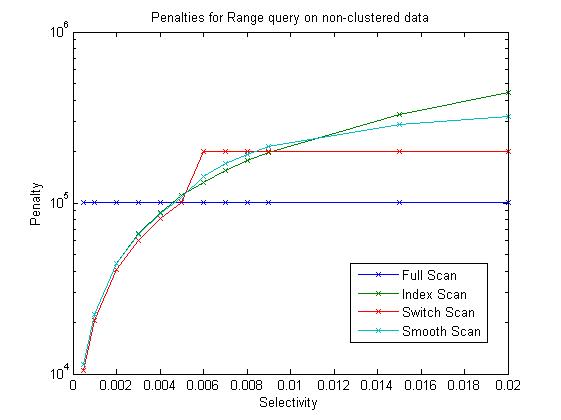 Penalties for Range query on non-clustered data
10^6
10^5
10^4
Penalty
0 0.002 0.004 0.006 0.008 0.01 0.012 0.014 0.016 0.018 0.02
Selectivity
Full Scan
Index Scan
Switch Scan
Smooth Scan